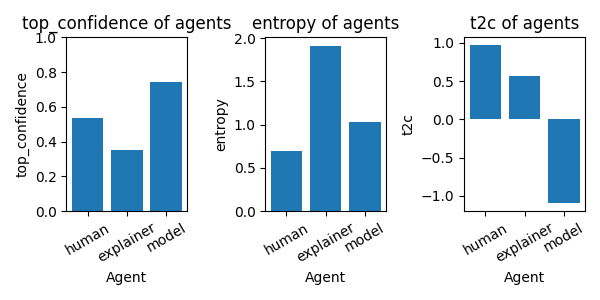 top_confidence of agents
top_confidence
1.0
0.8
0.6
0.4
0.2
0.0
human
explainer
model
Agent
entropy of agents
entropy
2.0
1.5
1.0
0.5
0.0
human
explainer
model
Agent
t2c of agents
t2c
1.0
0.5
0.0
−0.5
−1.0
human
explainer
model
Agent